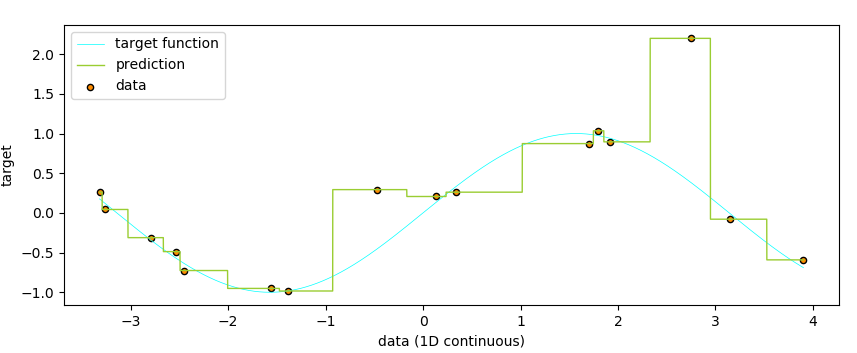 target function
prediction
data
target
2.0
1.5
1.0
0.5
0.0
−0.5
−1.0
−3 −2 −1 0 1 2 3 4
data (1D continuous)